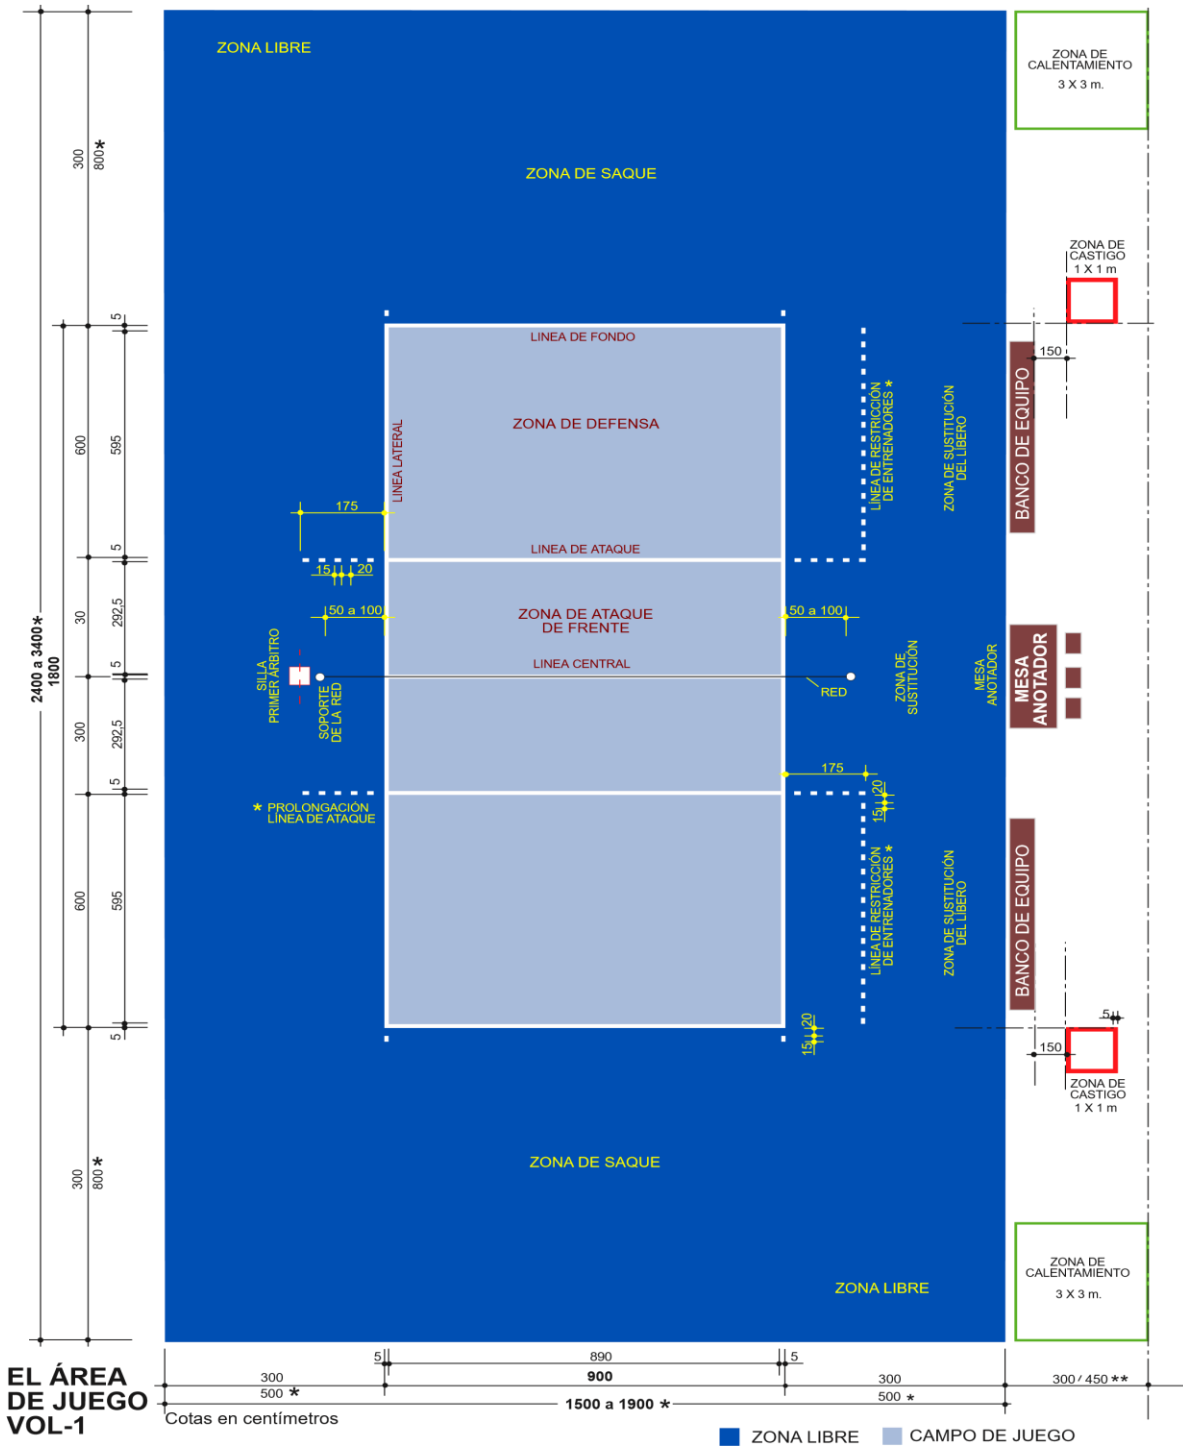 ZONA LIBRE
ZONA DE
CALENTAMIENTO
3 X 3 m.
300
800*
ZONA DE SAQUE
ZONA DE
CASTIGO
1 X 1 m
5
LINEA DE FONDO
150
BANCO DE EQUIPO
LÍNEA DE RESTRICCIÓN
DE ENTRENADORES *
ZONA DE SUSTITUCIÓN
DEL LÍBERO
ZONA DE DEFENSA
LINEA LATERAL
600
595
175
LINEA DE ATAQUE
5
15
20
50 a 100
ZONA DE ATAQUE
DE FRENTE
50 a 100
30
292,5
2400 a 3400*
1800
LINEA CENTRAL
5
5
SILLA
PRIMER ÁRBITRO
SOPORTE
DE LA RED
RED
ZONA DE
SUSTITUCIÓN
MESA
ANOTADOR
MESA
ANOTADOR
300
292,5
5
175
20
15
* PROLONGACIÓN
LÍNEA DE ATAQUE
LÍNEA DE RESTRICCIÓN
DE ENTRENADORES *
ZONA DE SUSTITUCIÓN
DEL LÍBERO
BANCO DE EQUIPO
600
595
5
20
15
5
150
ZONA DE
CASTIGO
1 X 1 m
300
800*
ZONA DE SAQUE
ZONA DE
CALENTAMIENTO
3 X 3 m.
ZONA LIBRE
5
890
5
300
900
300
300 / 450 **
500 *
500 *
1500 a 1900 *
EL ÁREA
DE JUEGO
VOL-1
Cotas en centímetros
ZONA LIBRE
CAMPO DE JUEGO